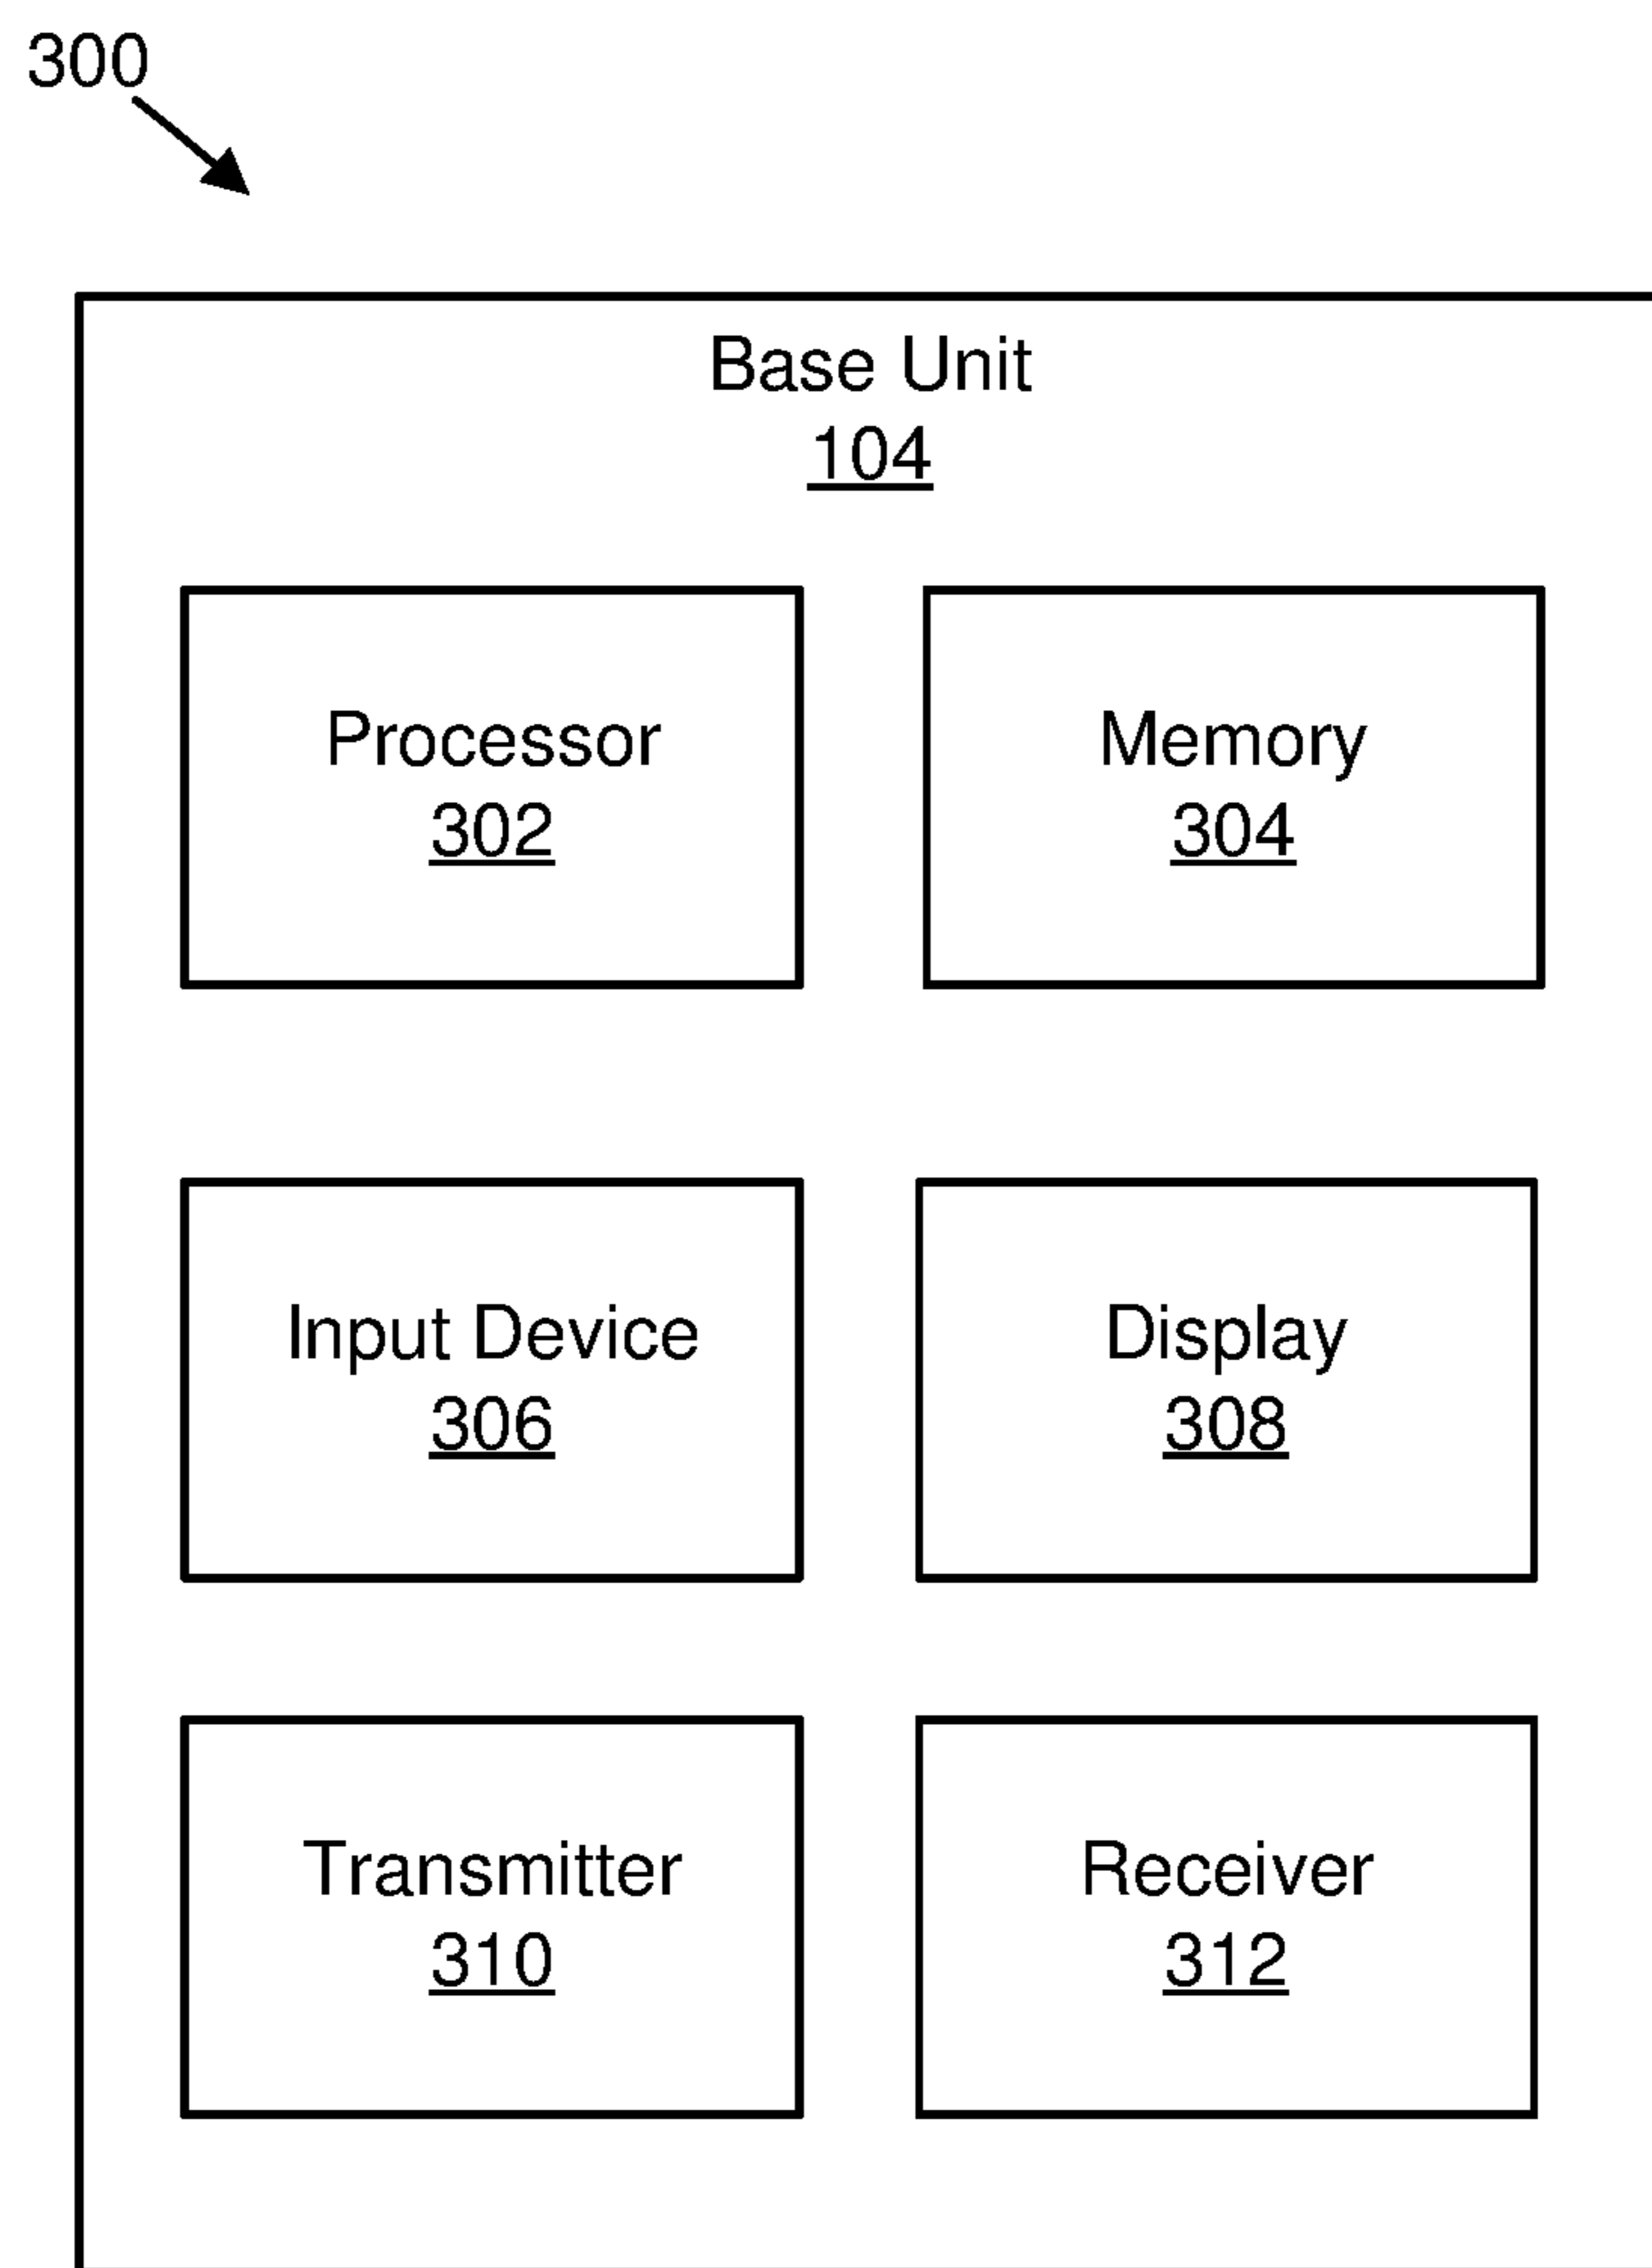 300
Base Unit
104
Processor
302
Memory
304
Input Device
306
Display
308
Transmitter
310
Receiver
312